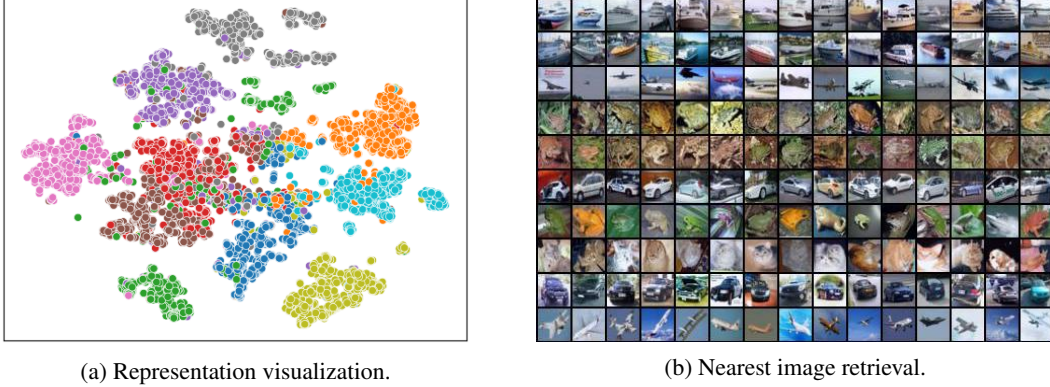 (a) Representation visualization.
(b) Nearest image retrieval.